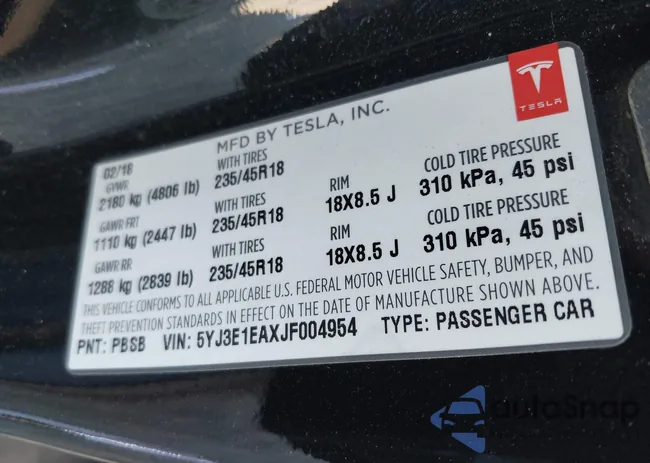 TESLA
MFD BY TESLA, INC.
02/18
GVWR
2180 kg (4806 lb)
WITH TIRES
235/45R18
RIM
18X8.5 J
COLD TIRE PRESSURE
310 kPa, 45 psi
GAWR FRT
1110 kg (2447 lb)
WITH TIRES
235/45R18
RIM
18X8.5 J
COLD TIRE PRESSURE
310 kPa, 45 psi
GAWR RR
1288 kg (2839 lb)
235/45R18
THIS VEHICLE CONFORMS TO ALL APPLICABLE U.S. FEDERAL MOTOR VEHICLE SAFETY, BUMPER, AND
THEFT PREVENTION STANDARDS IN EFFECT ON THE DATE OF MANUFACTURE SHOWN ABOVE.
PNT: PBSB VIN: 5YJ3E1EAXJF004954 TYPE: PASSENGER CAR
autoSnap